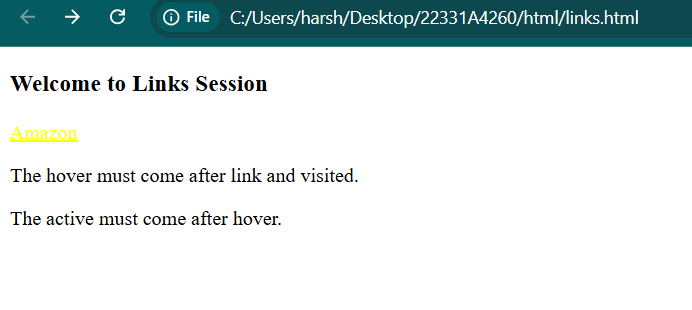 File C:/Users/harsh/Desktop/22331A4260/html/links.html
Welcome to Links Session
Amazon
The hover must come after link and visited.
The active must come after hover.